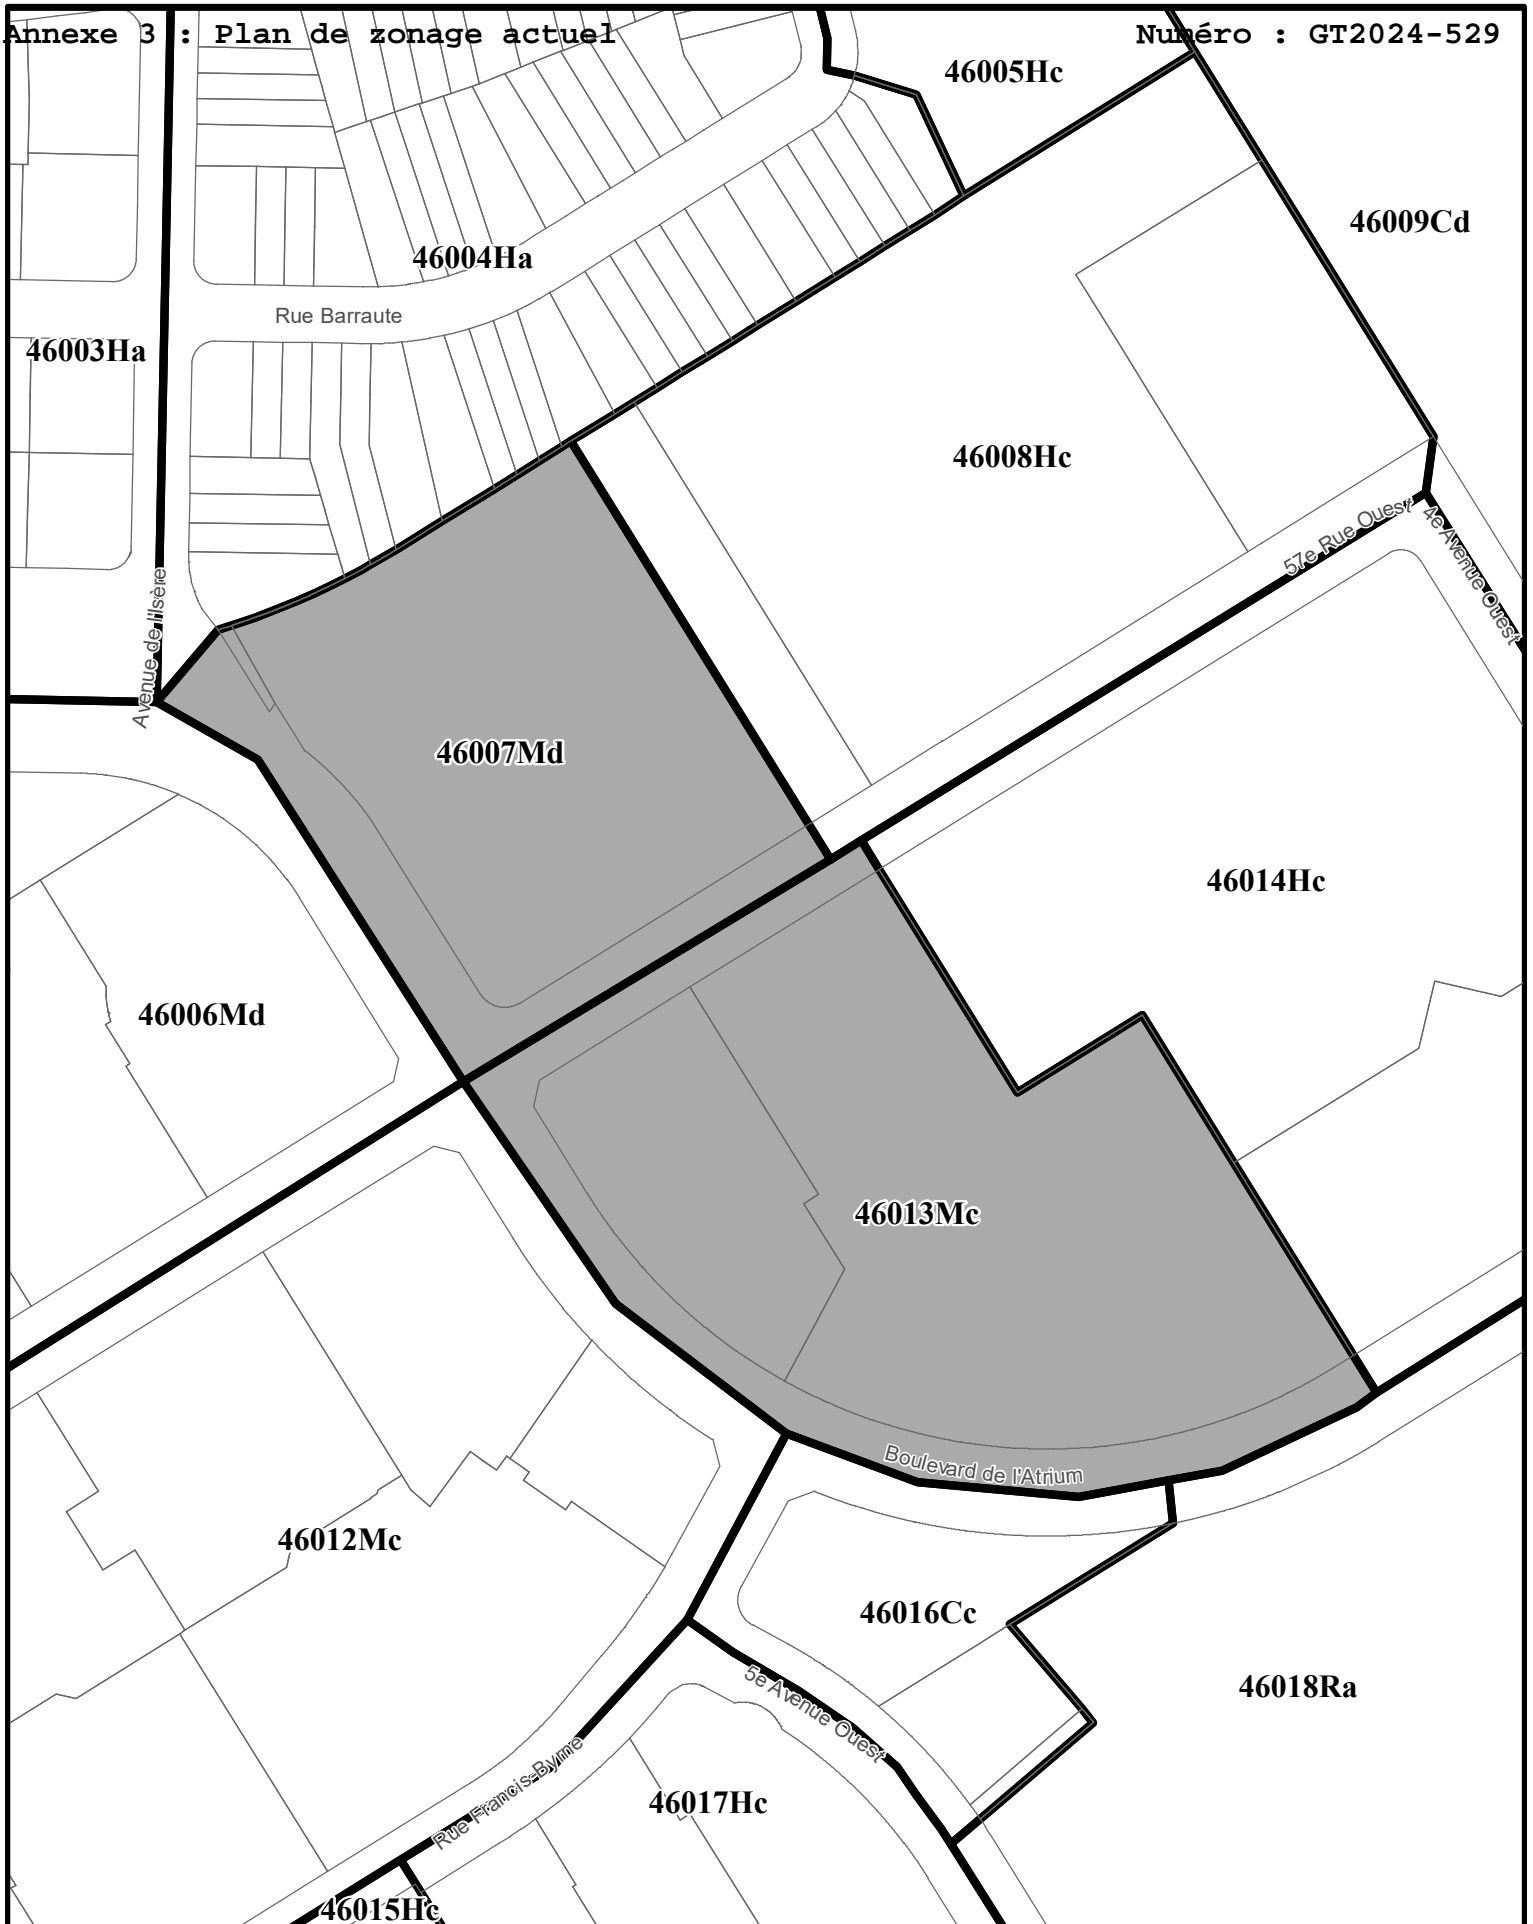 Annexe 3 : Plan de zonage actuel
Numéro : GT2024-529
46005Hc
46009Cd
46004Ha
Rue Barraute
46003Ha
46008Hc
57e Rue Ouest
4e Avenue Ouest
Avenue de l'Isère
46007Md
46014Hc
46006Md
46013Mc
Boulevard de l'Atrium
46012Mc
46016Cc
46018Ra
5e Avenue Ouest
Rue Francis-Byrne
46017Hc
46015Hc